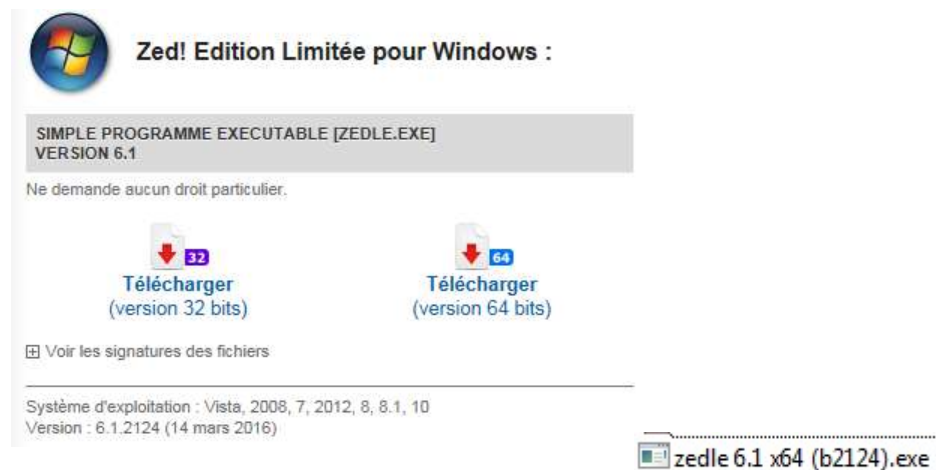 Zed! Edition Limitée pour Windows :
SIMPLE PROGRAMME EXECUTABLE [ZEDLE.EXE]
VERSION 6.1
Ne demande aucun droit particulier.
32
64
Télécharger
(version 32 bits)
Télécharger
(version 64 bits)
Voir les signatures des fichiers
Système d'exploitation : Vista, 2008, 7, 2012, 8, 8.1, 10
Version : 6.1.2124 (14 mars 2016)
zedle 6.1 x64 (b2124).exe